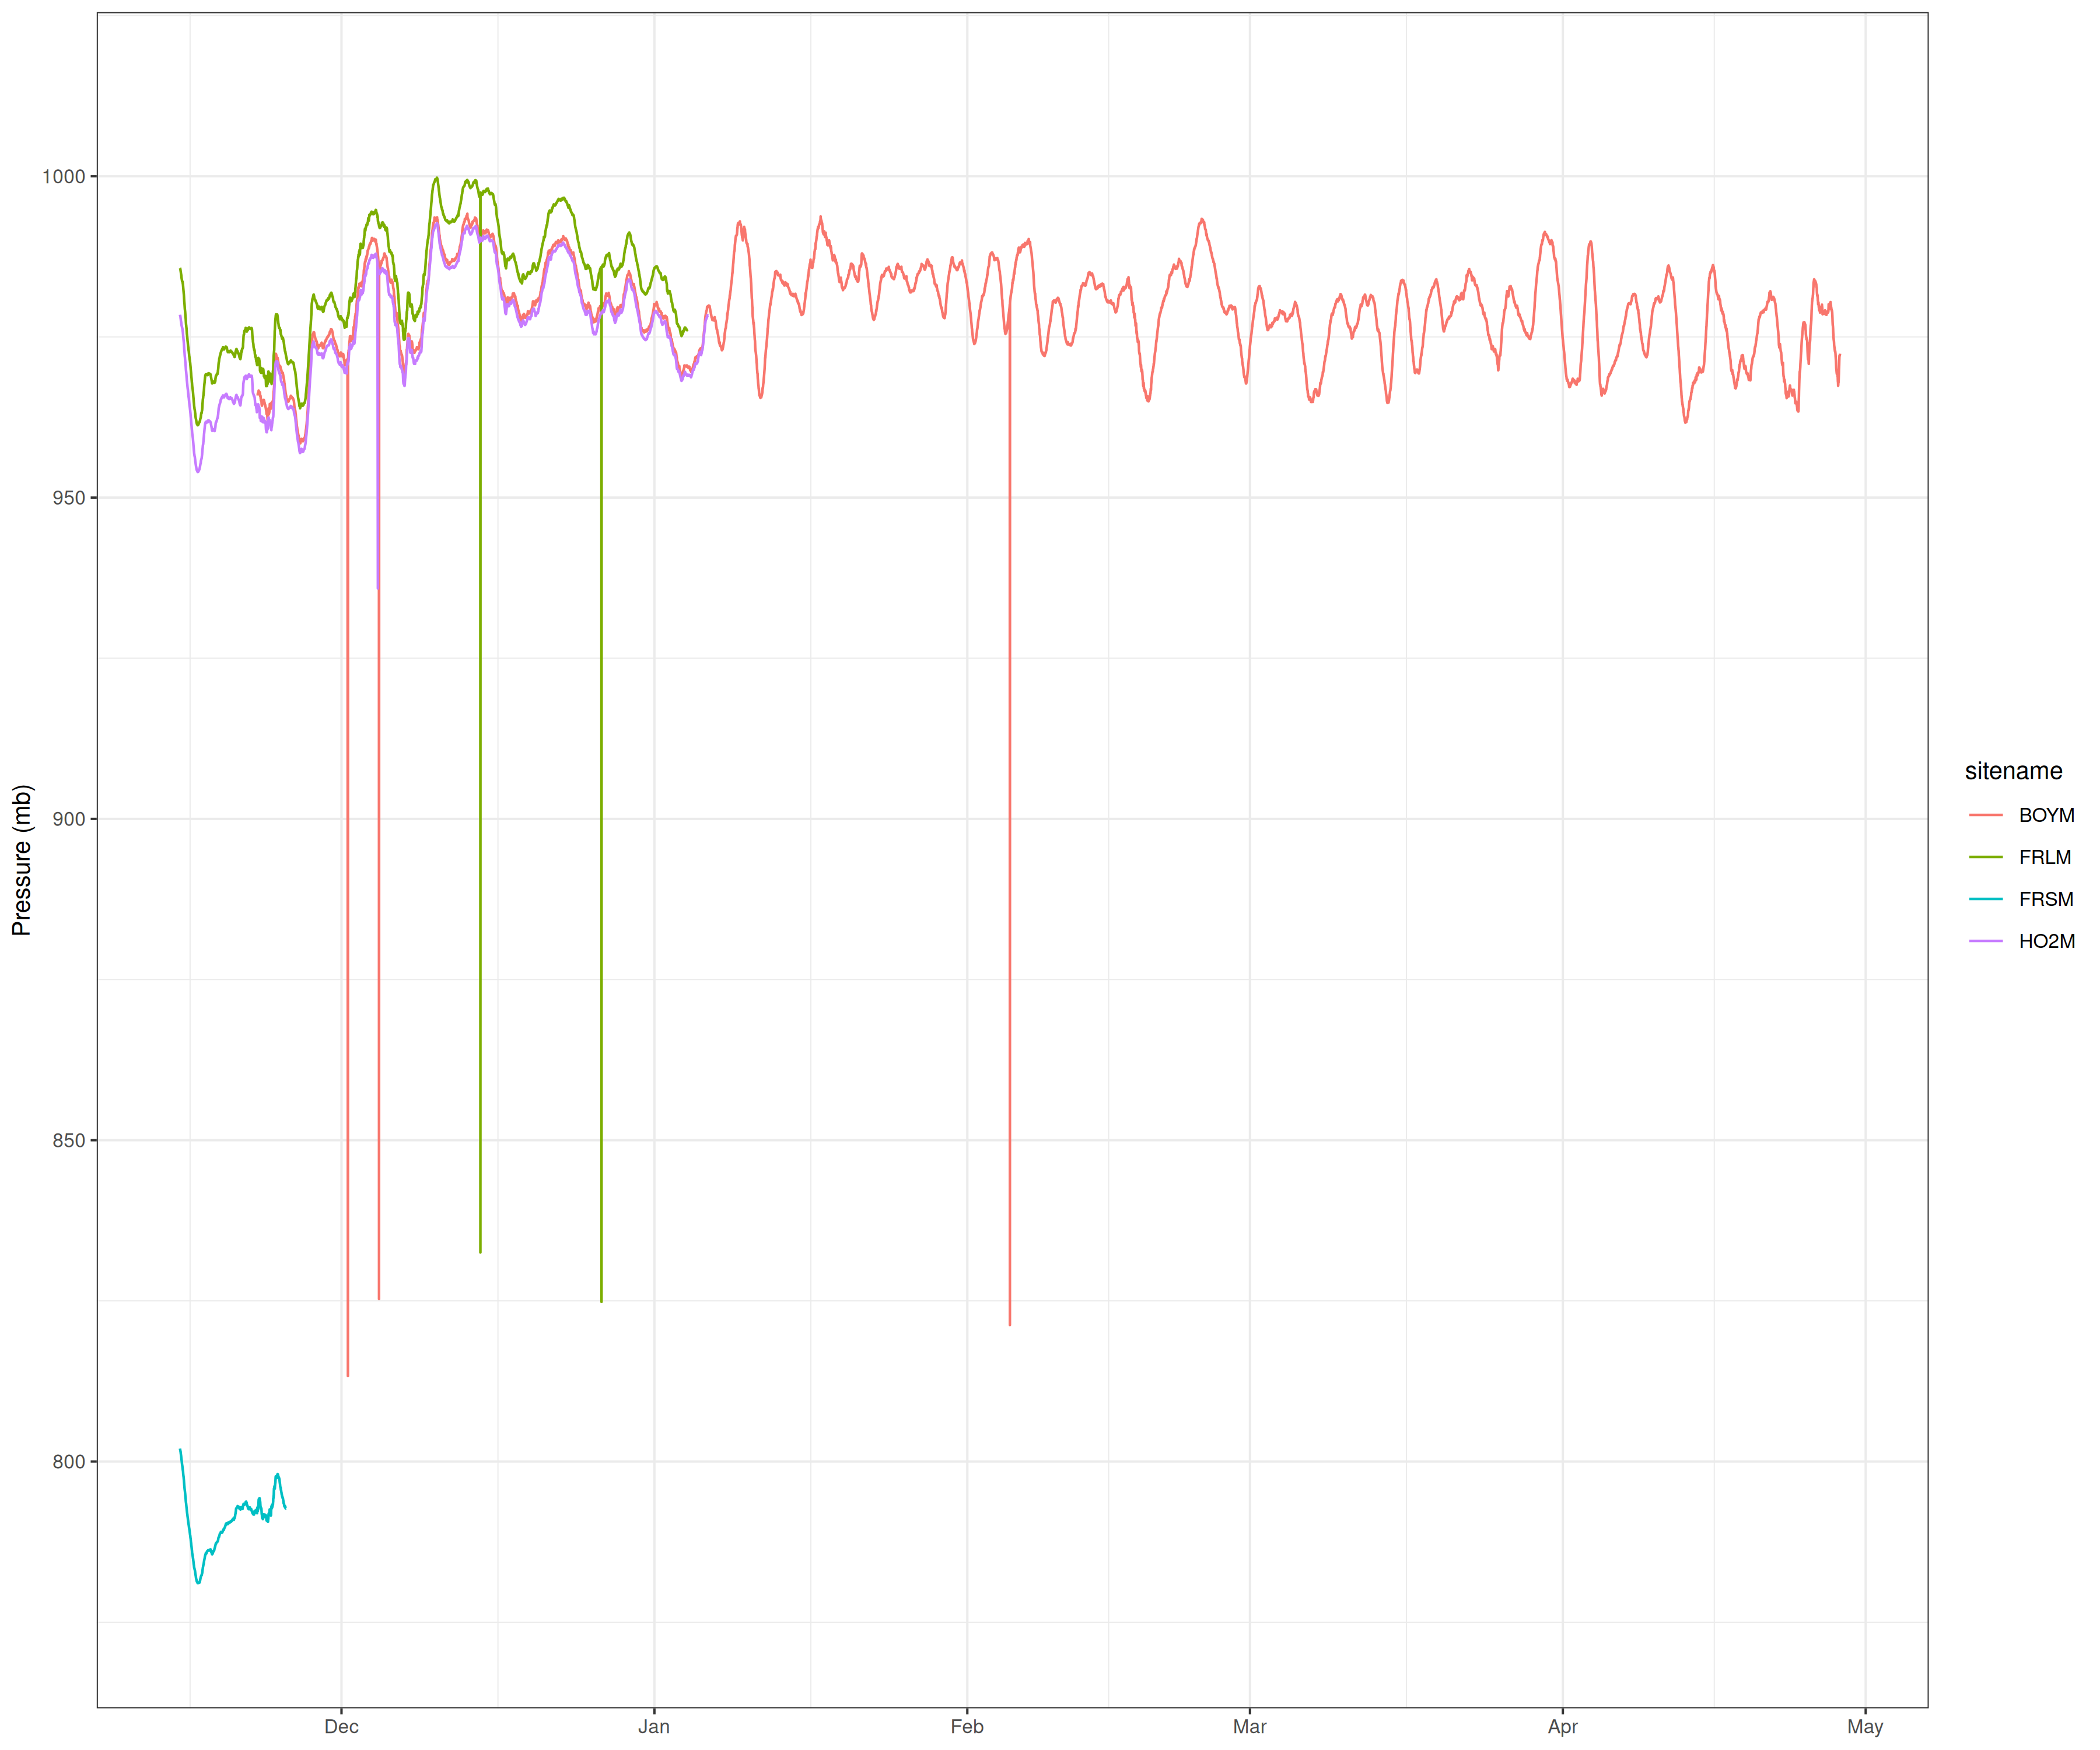 Pressure (mb)
1000
950
900
850
800
Dec Jan Feb Mar Apr May
sitename
BOYM
FRLM
FRSM
HO2M